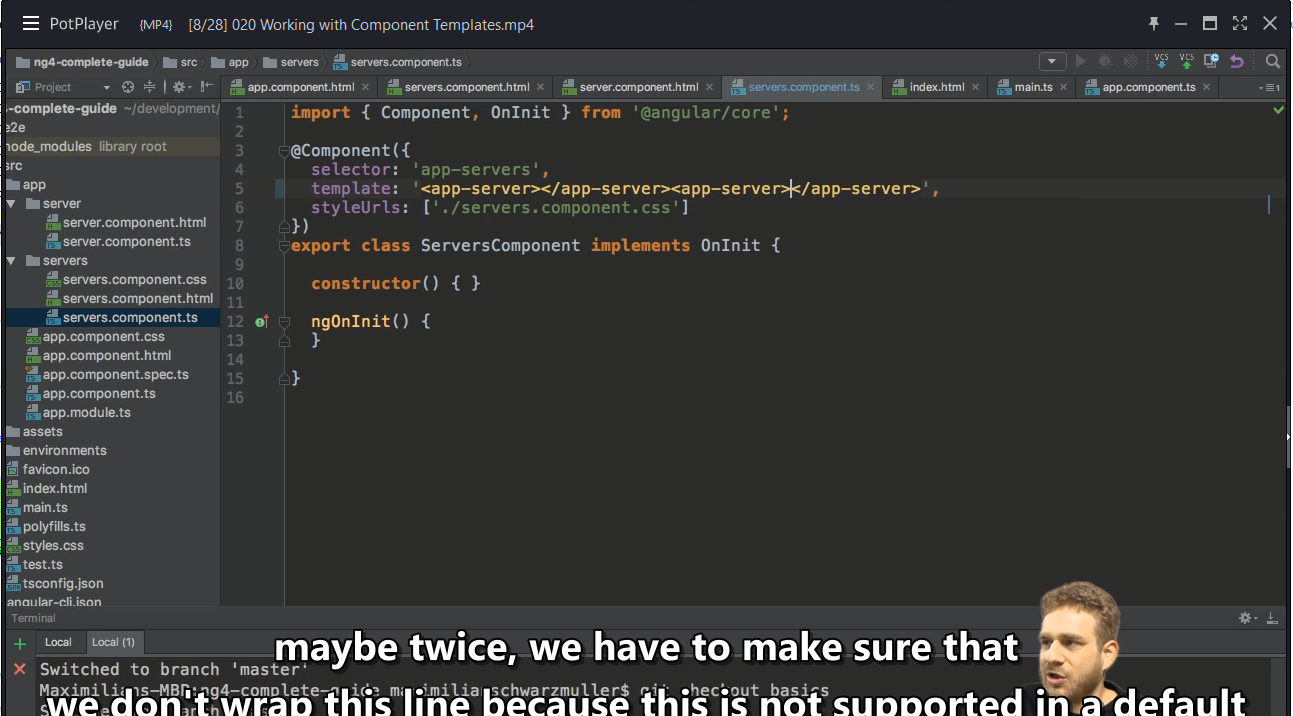 PotPlayer {MP4} [8/28] 020 Working with Component Templates.mp4
ng4-complete-guide src app servers servers.component.ts
VCS VCS
Project app.component.html servers.component.html server.component.html servers.component.ts index.html main.ts app.component.ts
-complete-guide ~/development/
e2e
node_modules library root
src
app
server
server.component.html
server.component.ts
servers
servers.component.css
servers.component.html
servers.component.ts
app.component.css
app.component.html
app.component.spec.ts
app.component.ts
app.module.ts
assets
environments
favicon.ico
index.html
main.ts
polyfills.ts
styles.css
test.ts
tsconfig.json
angular-cli.json
1 import { Component, OnInit } from '@angular/core';
2
3 @Component({
4 selector: 'app-servers',
5 template: '<app-server></app-server><app-server></app-server>',
6 styleUrls: ['./servers.component.css']
7 })
8 export class ServersComponent implements OnInit {
9
10 constructor() { }
11
12 ngOnInit() {
13 }
14
15 }
16
Terminal
Local Local (1)
Switched to branch 'master'
Maximilians-MBP:ng4-complete-guide maximilianschwarzmuller$ git checkout basics
maybe twice, we have to make sure that
we don't wrap this line because this is not supported in a default